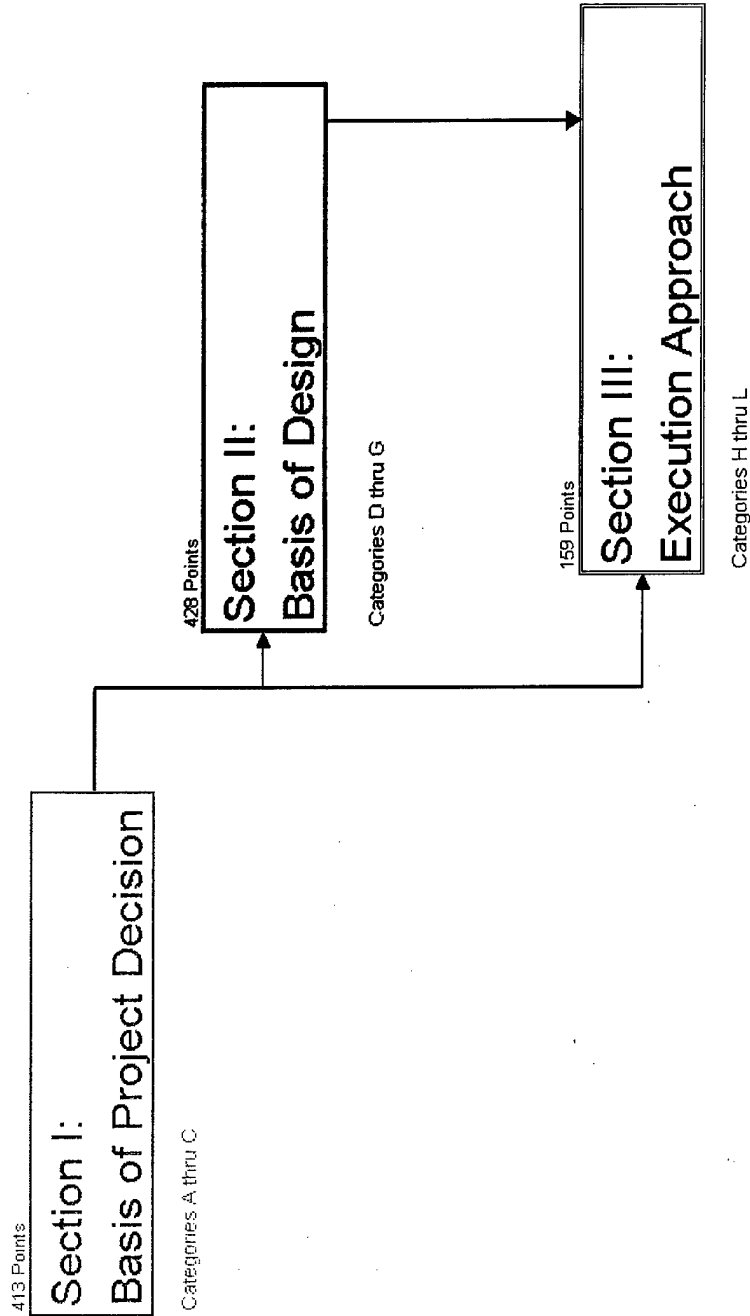 413 Points
Section I:
Basis of Project Decision
Categories A thru C
428 Points
Section II:
Basis of Design
Categories D thru G
159 Points
Section III:
Execution Approach
Categories H thru L